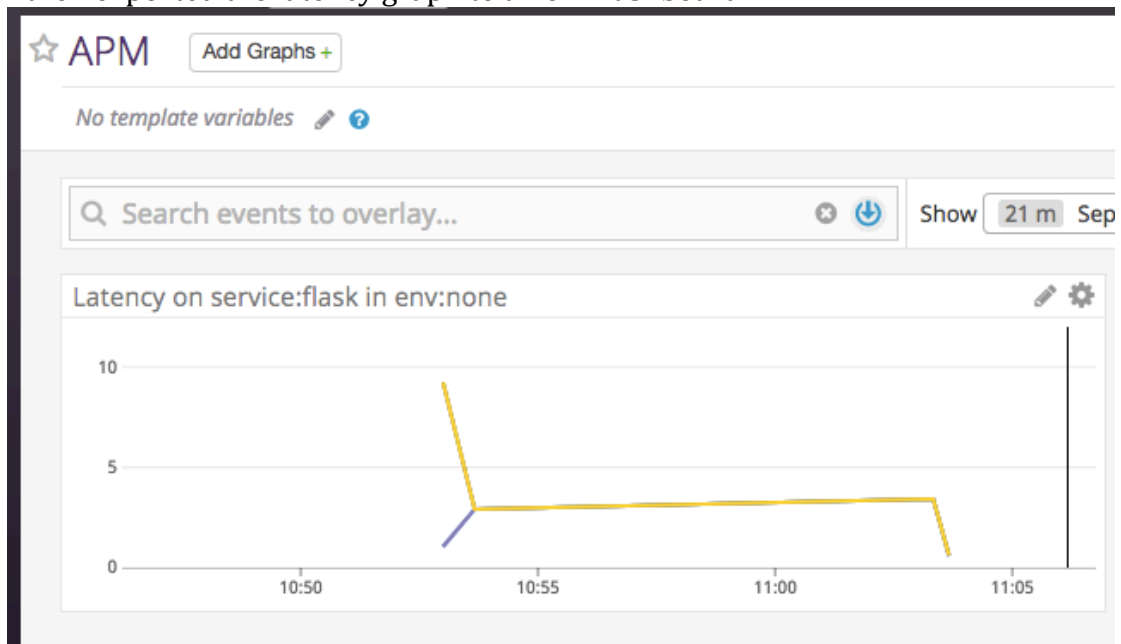 APM Add Graphs +
No template variables
Search events to overlay... Show 21 m Sep
Latency on service:flask in env:none
10
5
0
10:50 10:55 11:00 11:05